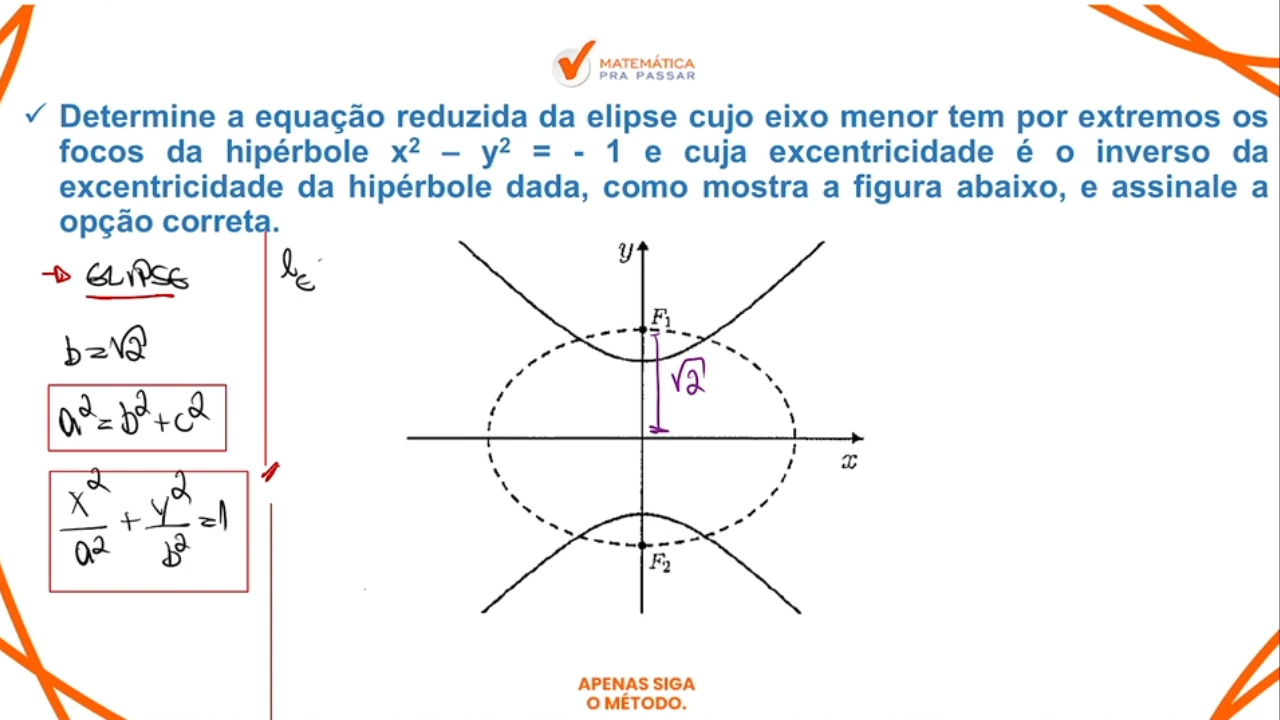 MATEMÁTICA
PRA PASSAR
✓ Determine a equação reduzida da elipse cujo eixo menor tem por extremos os
focos da hipérbole x² – y² = - 1 e cuja excentricidade é o inverso da
excentricidade da hipérbole dada, como mostra a figura abaixo, e assinale a
opção correta.
→ ELIPSE
b=√2
a²=b²+c²
x²/a² + y²/b² =1
e_E
y
F₁
√2
x
F₂
APENAS SIGA
O MÉTODO.